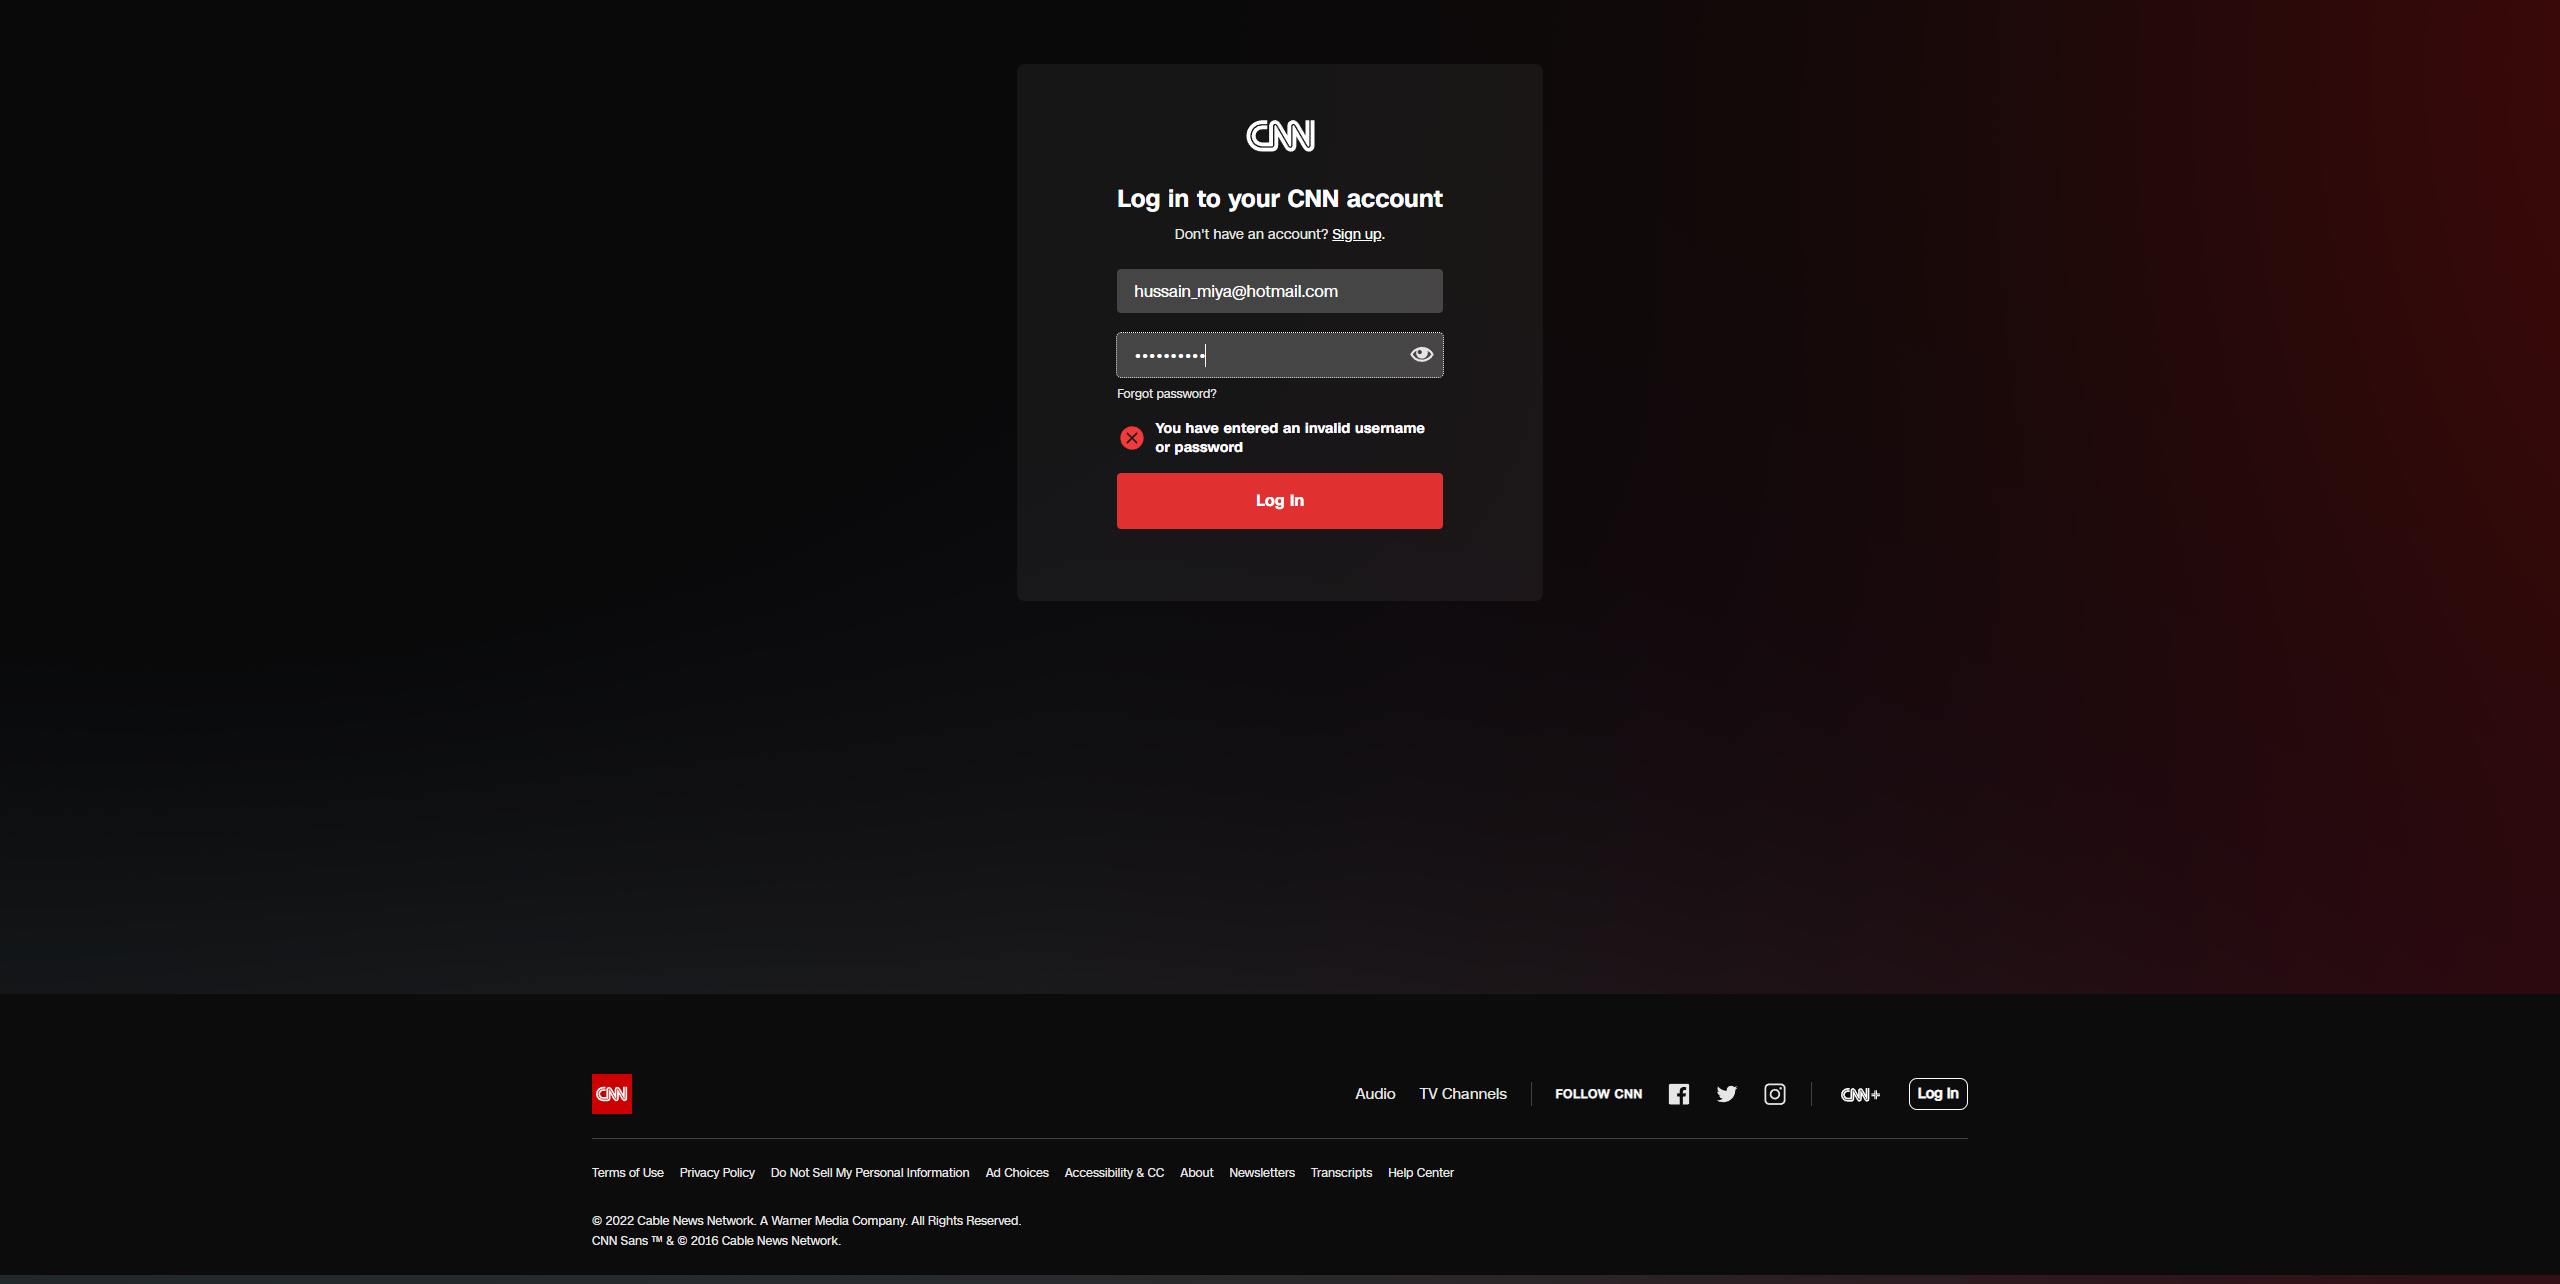 CNN
Log in to your CNN account
Don't have an account? Sign up.
hussain_miya@hotmail.com
••••••••••
Forgot password?
You have entered an invalid username
or password
Log In
CNN
Audio
TV Channels
FOLLOW CNN
CNN+
Log In
Terms of Use
Privacy Policy
Do Not Sell My Personal Information
Ad Choices
Accessibility & CC
About
Newsletters
Transcripts
Help Center
© 2022 Cable News Network. A Warner Media Company. All Rights Reserved.
CNN Sans ™ & © 2016 Cable News Network.